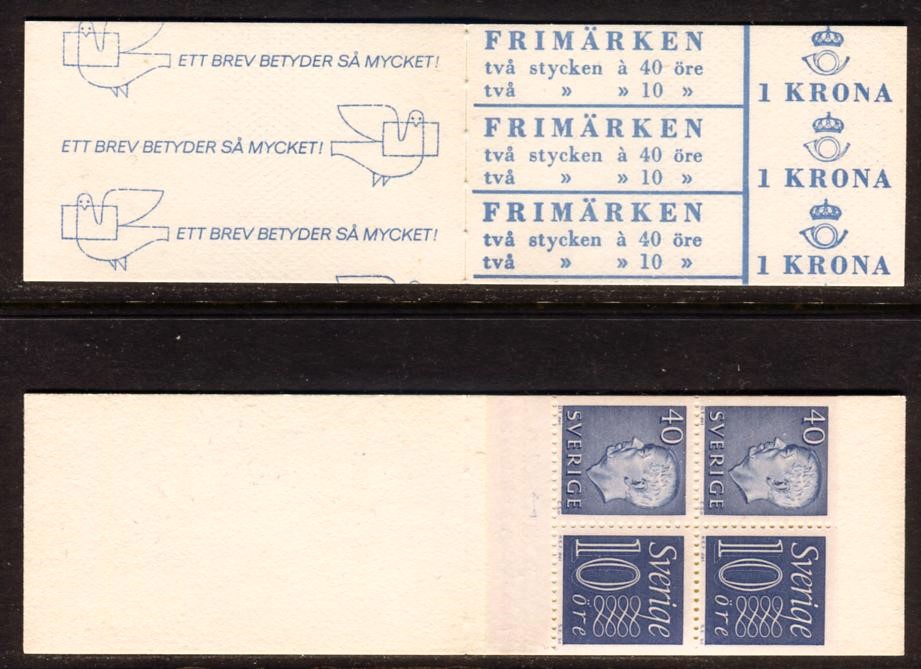 ETT BREV BETYDER SÅ MYCKET!
ETT BREV BETYDER SÅ MYCKET!
ETT BREV BETYDER SÅ MYCKET!
FRIMÄRKEN
två stycken à 40 öre
två » » 10 »
1 KRONA
FRIMÄRKEN
två stycken à 40 öre
två » » 10 »
1 KRONA
FRIMÄRKEN
två stycken à 40 öre
två » » 10 »
1 KRONA
40
SVERIGE
40
SVERIGE
Sverige
10
öre
Sverige
10
öre